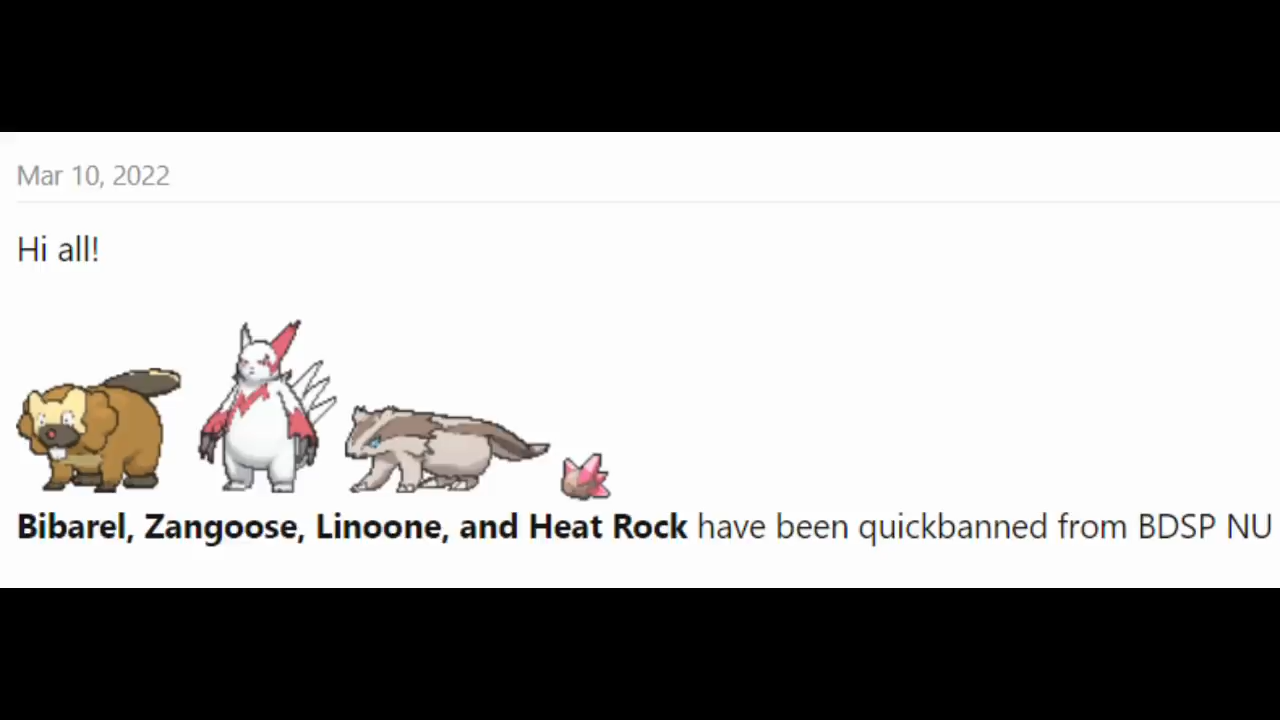 Mar 10, 2022
Hi all!
Bibarel, Zangoose, Linoone, and Heat Rock have been quickbanned from BDSP NU